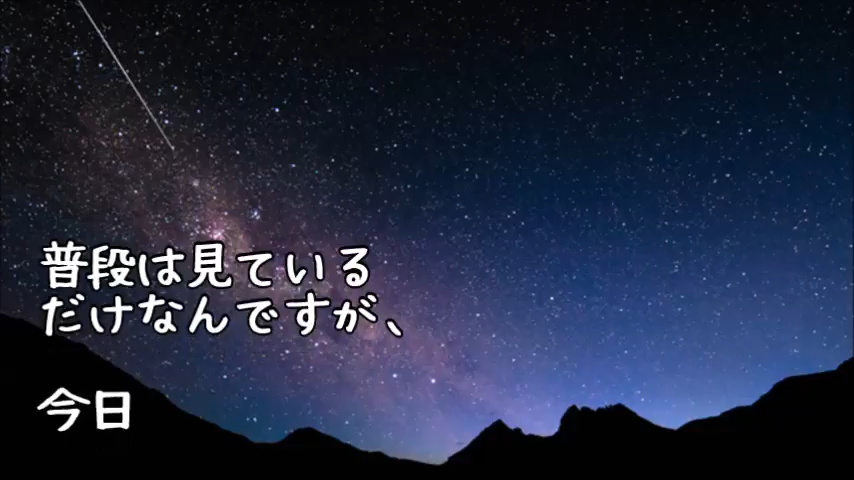 普段は見ている
だけなんですが、
今日